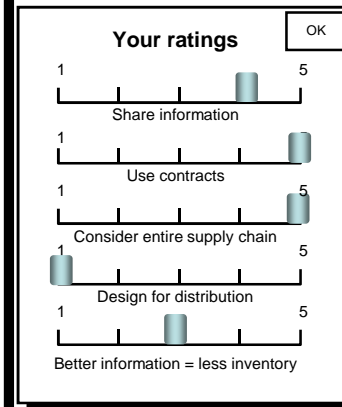 OK
Your ratings
1 5
Share information
1
Use contracts
1 5
Consider entire supply chain
1 5
Design for distribution
1 5
Better information = less inventory